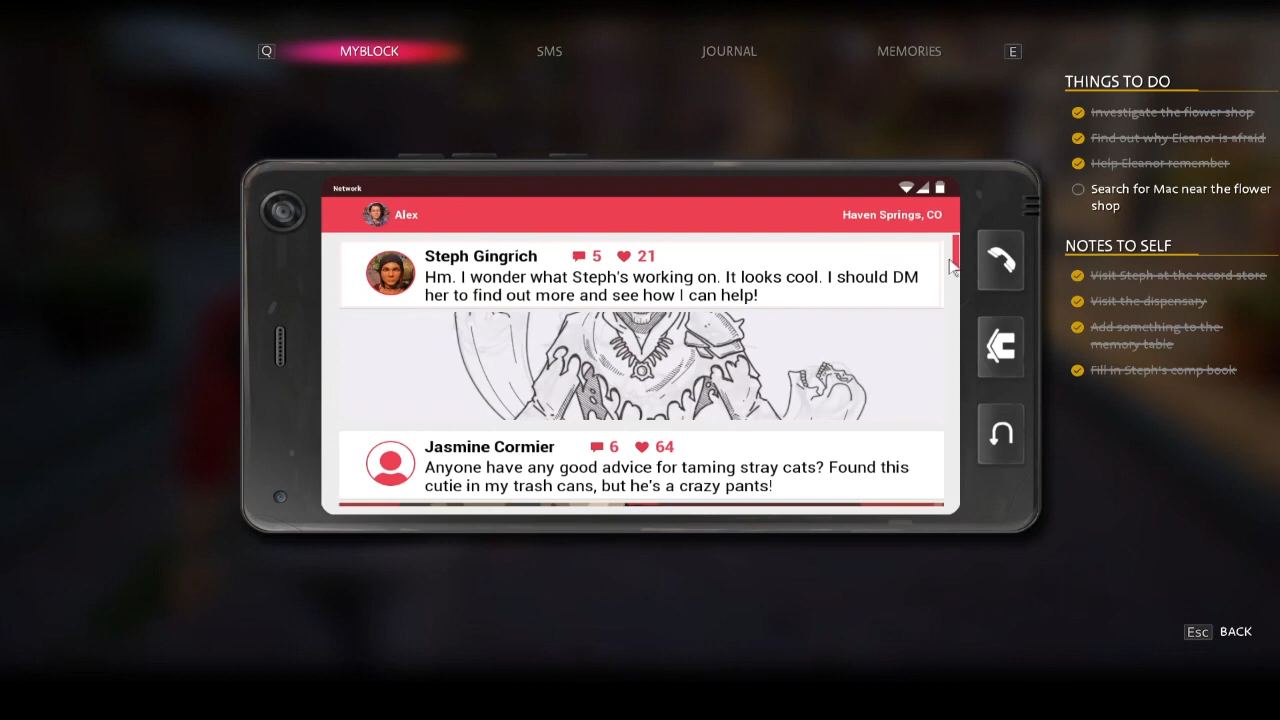 Q
MYBLOCK
SMS
JOURNAL
MEMORIES
E
Network
Alex
Haven Springs, CO
Steph Gingrich 5 21
Hm. I wonder what Steph's working on. It looks cool. I should DM
her to find out more and see how I can help!
Jasmine Cormier 6 64
Anyone have any good advice for taming stray cats? Found this
cutie in my trash cans, but he's a crazy pants!
THINGS TO DO
Investigate the flower shop
Find out why Eleanor is afraid
Help Eleanor remember
Search for Mac near the flower
shop
NOTES TO SELF
Visit Steph at the record store
Visit the dispensary
Add something to the
memory table
Fill in Steph's comp book
Esc BACK